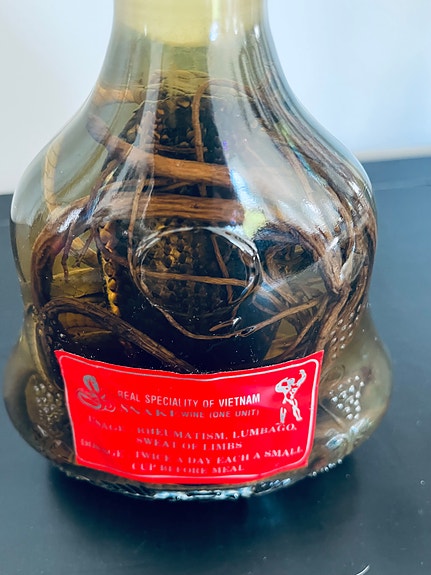 REAL SPECIALITY OF VIETNAM
SNAKE WINE (ONE UNIT)
USAGE: RHEUMATISM, LUMBAGO,
SWEAT OF LIMBS
DOSAGE: TWICE A DAY EACH A SMALL
CUP BEFORE MEAL